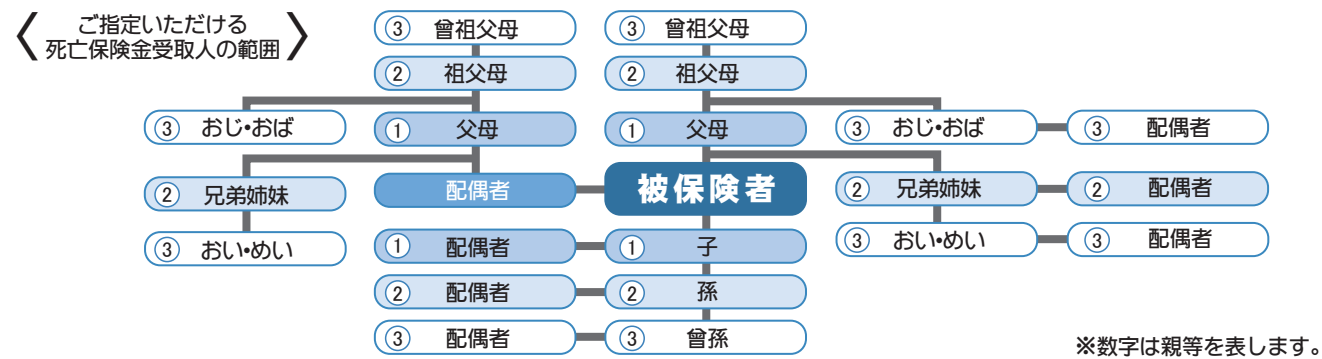 ご指定いただける
死亡保険金受取人の範囲
③ 曾祖父母 ③ 曾祖父母
② 祖父母 ② 祖父母
③ おじ・おば ① 父母 ① 父母 ③ おじ・おば ③ 配偶者
② 兄弟姉妹 配偶者 被保険者 ② 兄弟姉妹 ② 配偶者
③ おい・めい ① 配偶者 ① 子 ③ おい・めい ③ 配偶者
② 配偶者 ② 孫
③ 配偶者 ③ 曾孫
※数字は親等を表します。